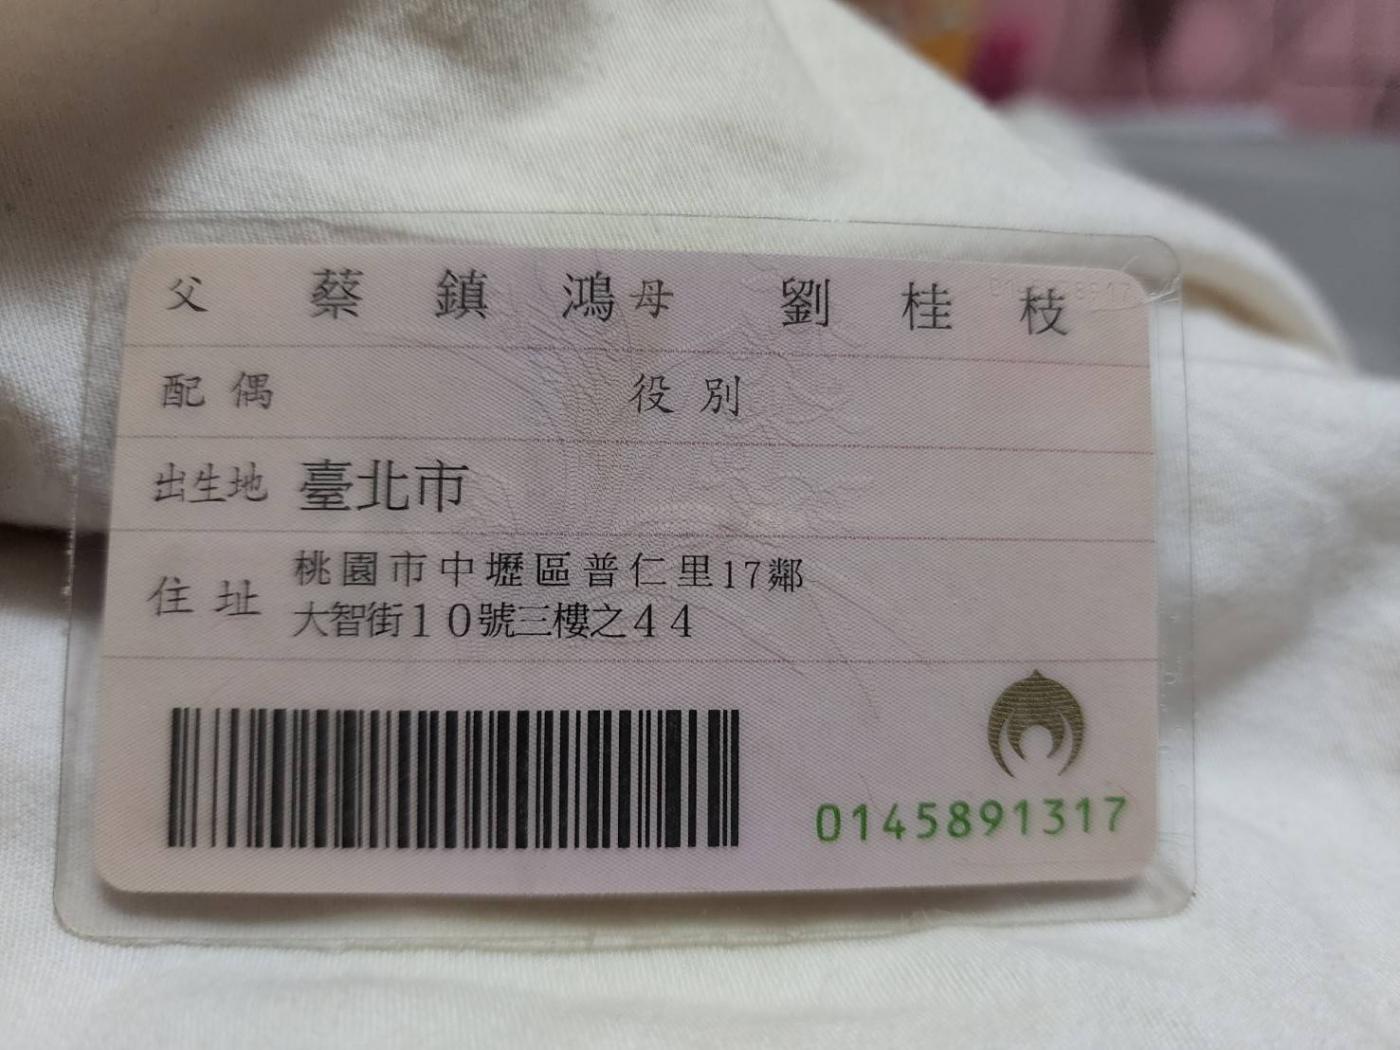 父 蔡鎮鴻 母 劉桂枝
配偶 役別
出生地 臺北市
住址 桃園市中壢區普仁里17鄰
大智街10號三樓之44
0145891317